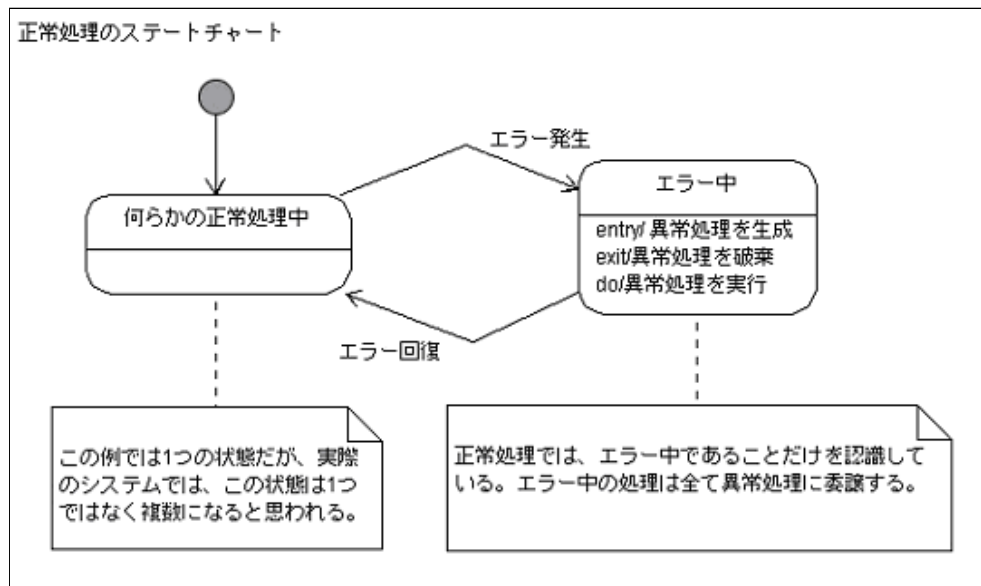 正常処理のステートチャート
エラー発生
エラー中
何らかの正常処理中
entry/ 異常処理を生成
exit/異常処理を破棄
do/異常処理を実行
エラー回復
この例では1つの状態だが、実際
のシステムでは、この状態は1つ
ではなく複数になると思われる。
正常処理では、エラー中であることだけを認識して
いる。エラー中の処理は全て異常処理に委譲する。